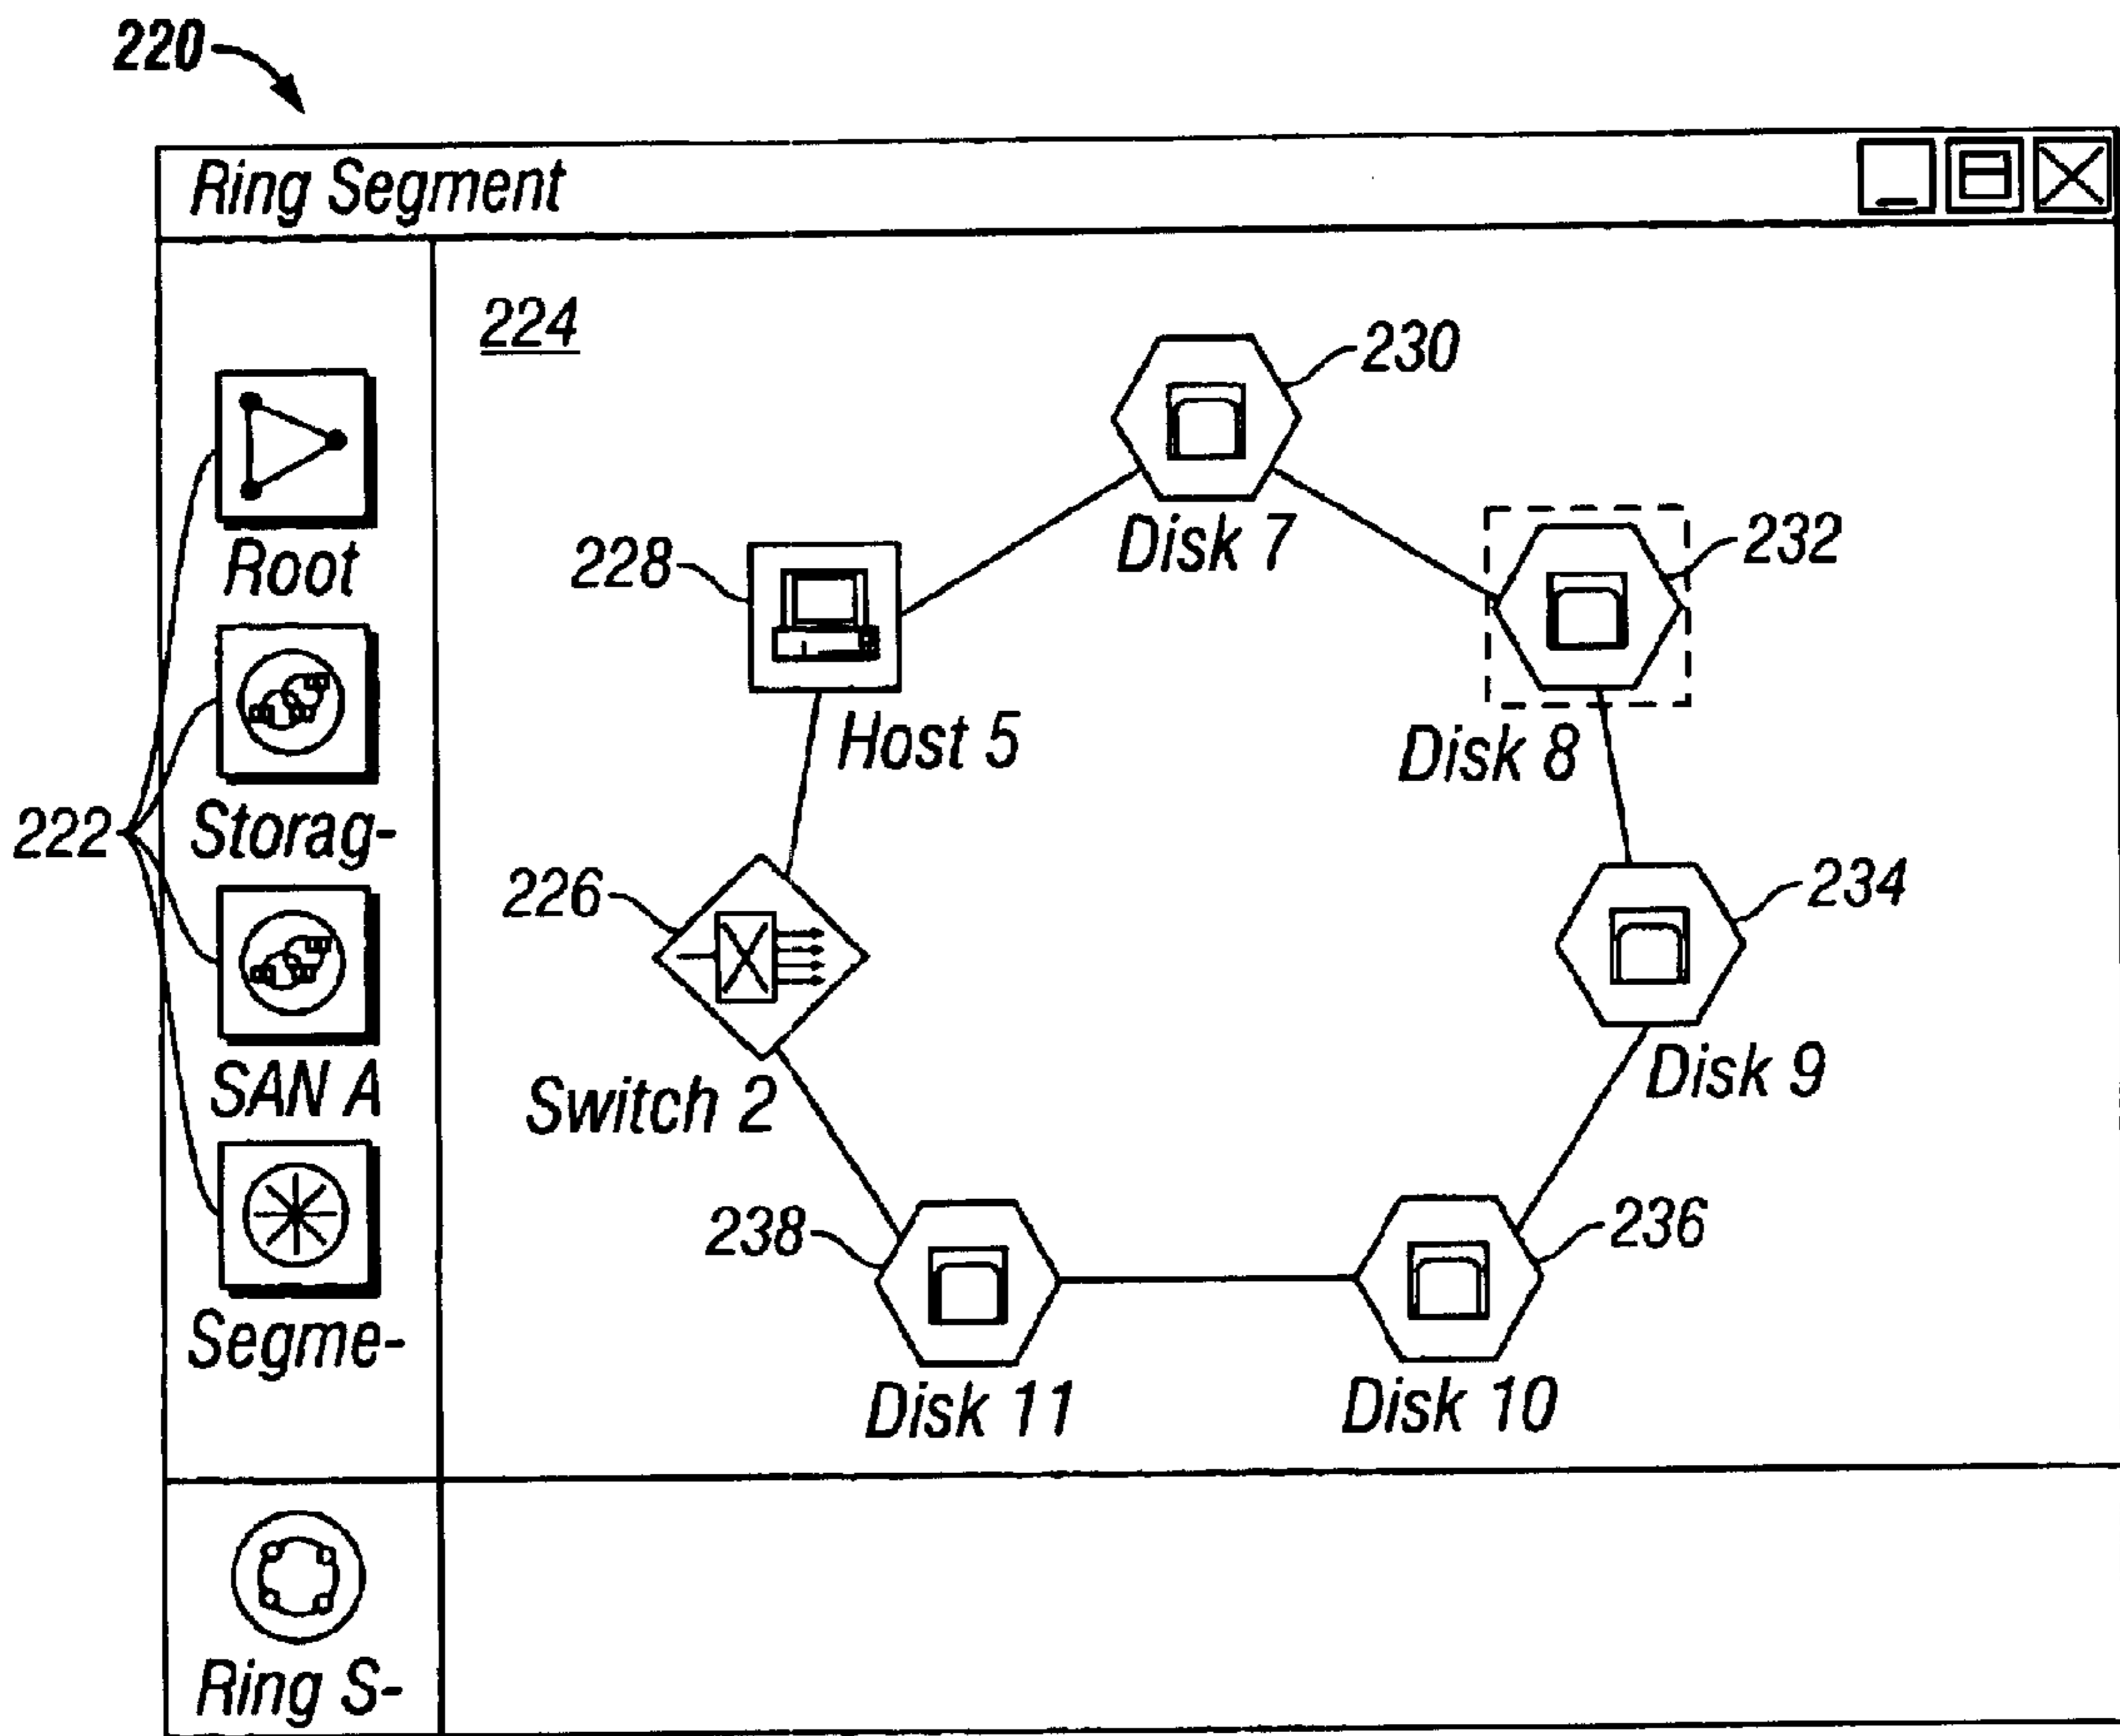 220
Ring Segment
224
230
Disk 7
232
228
Root
Host 5
Disk 8
222
Storag-
226
234
SAN A
Switch 2
Disk 9
238
236
Segme-
Disk 11
Disk 10
Ring S-